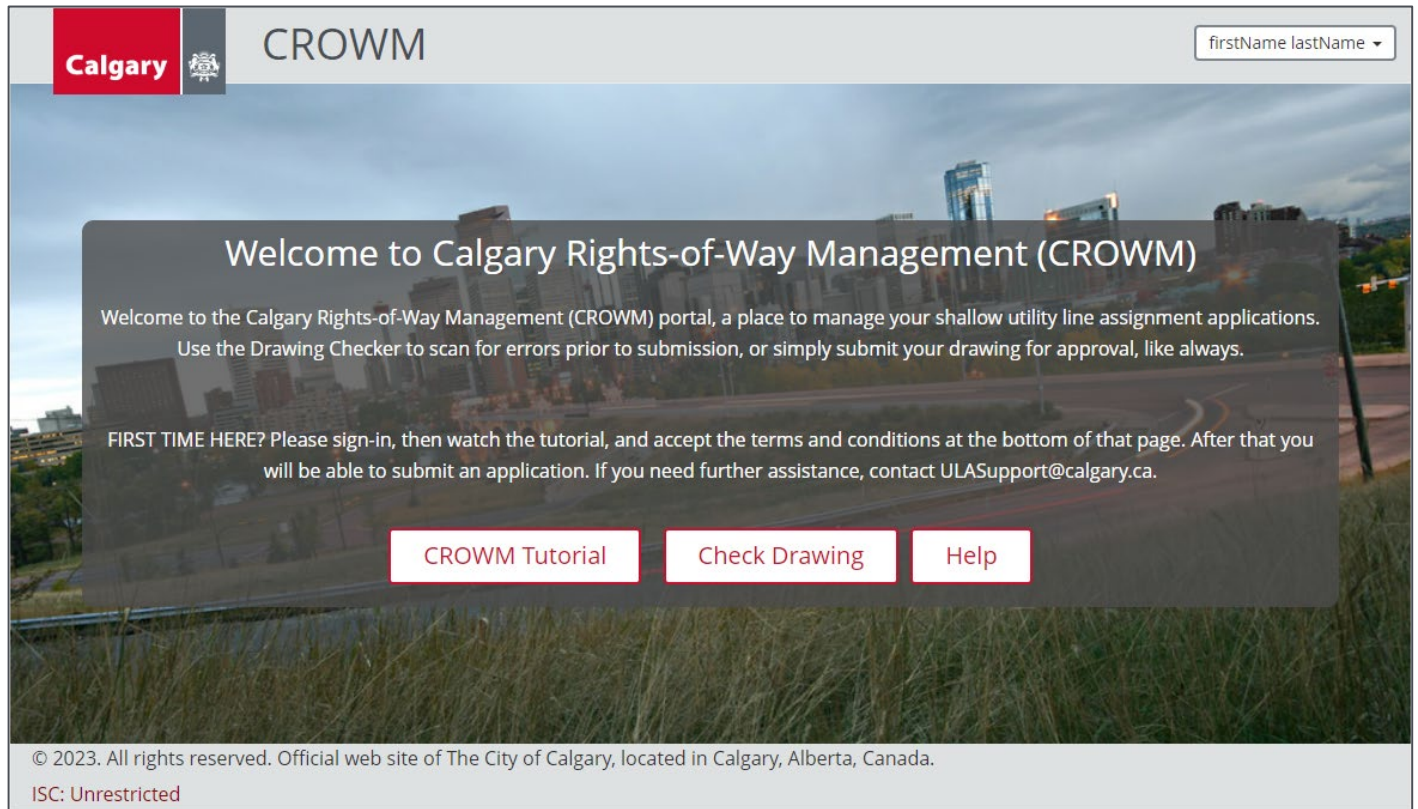 Calgary
CROWM
firstName lastName
Welcome to Calgary Rights-of-Way Management (CROWM)
Welcome to the Calgary Rights-of-Way Management (CROWM) portal, a place to manage your shallow utility line assignment applications.
Use the Drawing Checker to scan for errors prior to submission, or simply submit your drawing for approval, like always.
FIRST TIME HERE? Please sign-in, then watch the tutorial, and accept the terms and conditions at the bottom of that page. After that you
will be able to submit an application. If you need further assistance, contact ULASupport@calgary.ca.
CROWM Tutorial
Check Drawing
Help
© 2023. All rights reserved. Official web site of The City of Calgary, located in Calgary, Alberta, Canada.
ISC: Unrestricted